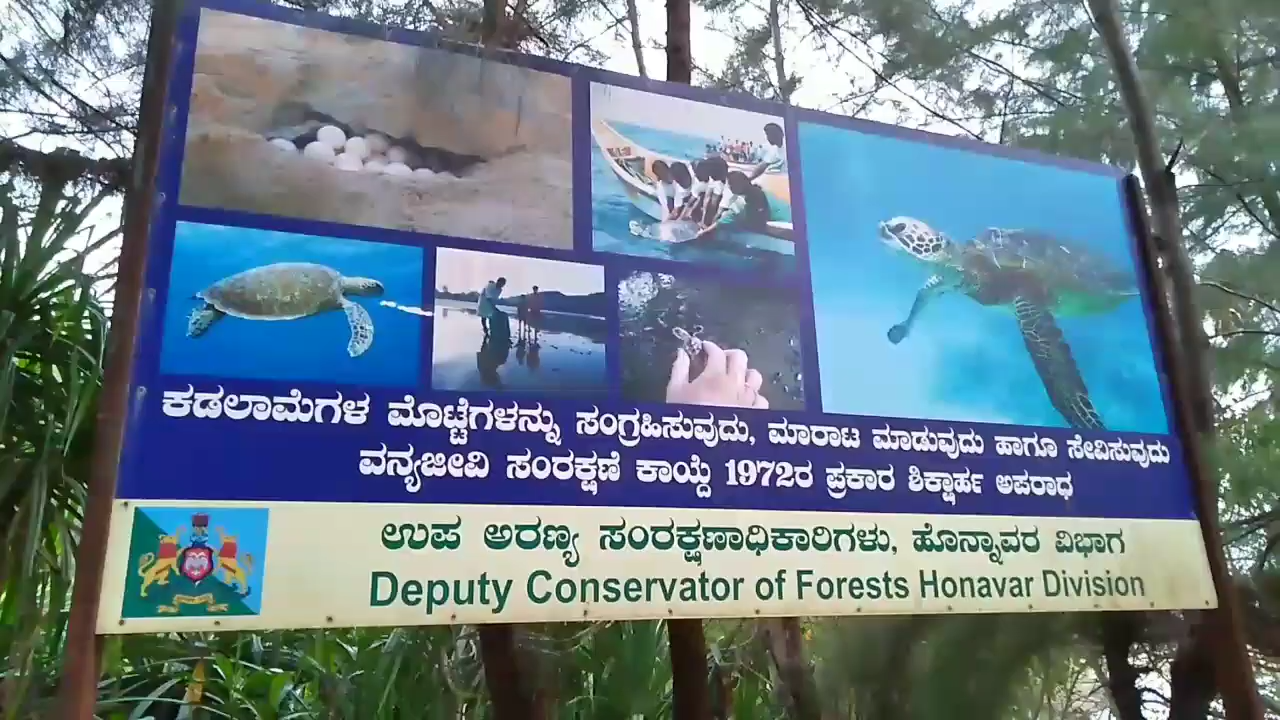 ಕಡಲಾಮೆಗಳ ಮೊಟ್ಟೆಗಳನ್ನು ಸಂಗ್ರಹಿಸುವುದು, ಮಾರಾಟ ಮಾಡುವುದು ಹಾಗೂ ಸೇವಿಸುವುದು
ವನ್ಯಜೀವಿ ಸಂರಕ್ಷಣೆ ಕಾಯ್ದೆ 1972ರ ಪ್ರಕಾರ ಶಿಕ್ಷಾರ್ಹ ಅಪರಾಧ
ಉಪ ಅರಣ್ಯ ಸಂರಕ್ಷಣಾಧಿಕಾರಿಗಳು, ಹೊನ್ನಾವರ ವಿಭಾಗ
Deputy Conservator of Forests Honavar Division